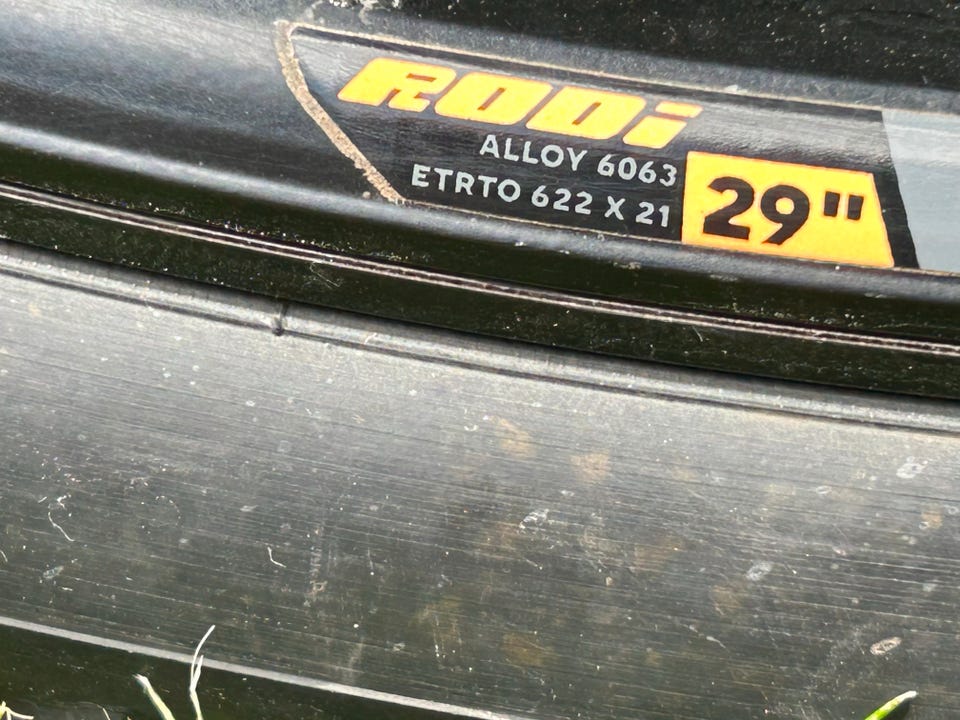 RODi
ALLOY 6063
ETRTO 622 X 21
29"